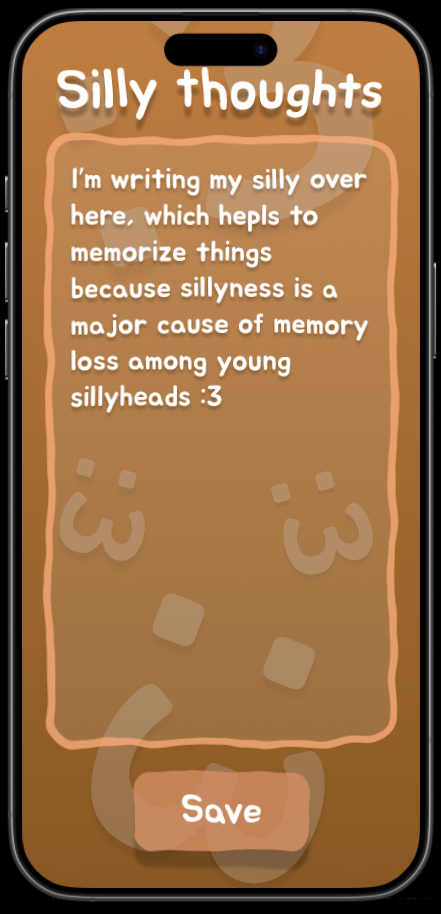 Silly thoughts
I'm writing my silly over
here, which hepls to
memorize things
because sillyness is a
major cause of memory
loss among young
sillyheads :3
Save